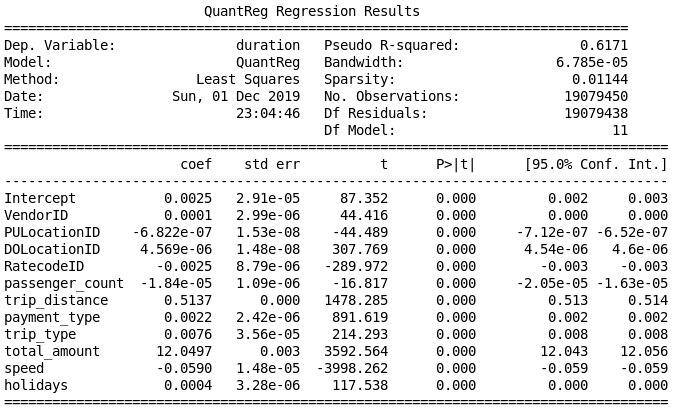 QuantReg Regression Results
==============================================================================
Dep. Variable: duration Pseudo R-squared: 0.6171
Model: QuantReg Bandwidth: 6.785e-05
Method: Least Squares Sparsity: 0.01144
Date: Sun, 01 Dec 2019 No. Observations: 19079450
Time: 23:04:46 Df Residuals: 19079438
Df Model: 11
===================================================================================
coef std err t P>|t| [95.0% Conf. Int.]
-----------------------------------------------------------------------------------
Intercept 0.0025 2.91e-05 87.352 0.000 0.002 0.003
VendorID 0.0001 2.99e-06 44.416 0.000 0.000 0.000
PULocationID -6.822e-07 1.53e-08 -44.489 0.000 -7.12e-07 -6.52e-07
DOLocationID 4.569e-06 1.48e-08 307.769 0.000 4.54e-06 4.6e-06
RatecodeID -0.0025 8.79e-06 -289.972 0.000 -0.003 -0.003
passenger_count -1.84e-05 1.09e-06 -16.817 0.000 -2.05e-05 -1.63e-05
trip_distance 0.5137 0.000 1478.285 0.000 0.513 0.514
payment_type 0.0022 2.42e-06 891.619 0.000 0.002 0.002
trip_type 0.0076 3.56e-05 214.293 0.000 0.008 0.008
total_amount 12.0497 0.003 3592.564 0.000 12.043 12.056
speed -0.0590 1.48e-05 -3998.262 0.000 -0.059 -0.059
holidays 0.0004 3.28e-06 117.538 0.000 0.000 0.000
===================================================================================